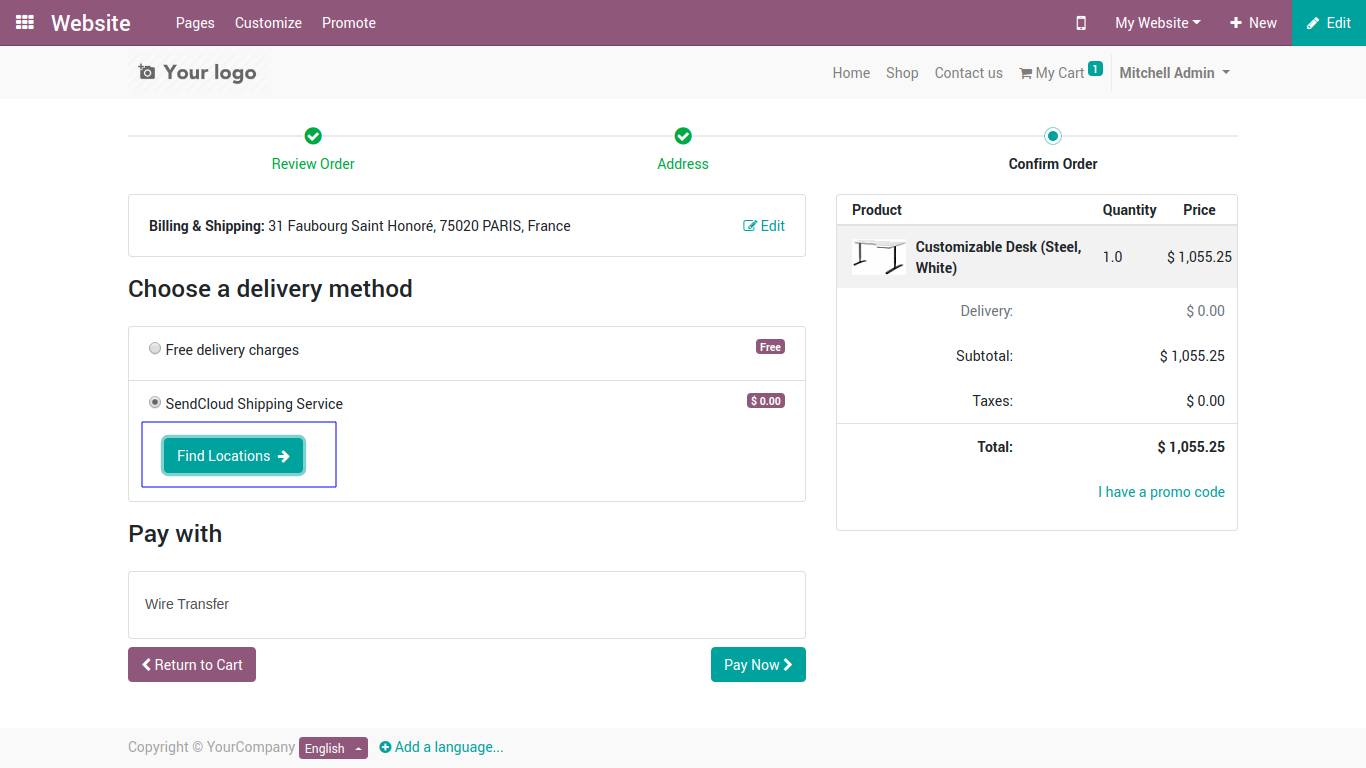 Website
Pages Customize Promote
My Website
New
Edit
Your logo
Home Shop Contact us My Cart 1 Mitchell Admin
Review Order
Address
Confirm Order
Billing & Shipping: 31 Faubourg Saint Honoré, 75020 PARIS, France
Edit
Choose a delivery method
Free delivery charges
Free
SendCloud Shipping Service
$ 0.00
Find Locations
Pay with
Wire Transfer
Return to Cart
Pay Now
Product Quantity Price
Customizable Desk (Steel,
White)
1.0 $ 1,055.25
Delivery: $ 0.00
Subtotal: $ 1,055.25
Taxes: $ 0.00
Total: $ 1,055.25
I have a promo code
Copyright © YourCompany English Add a language...